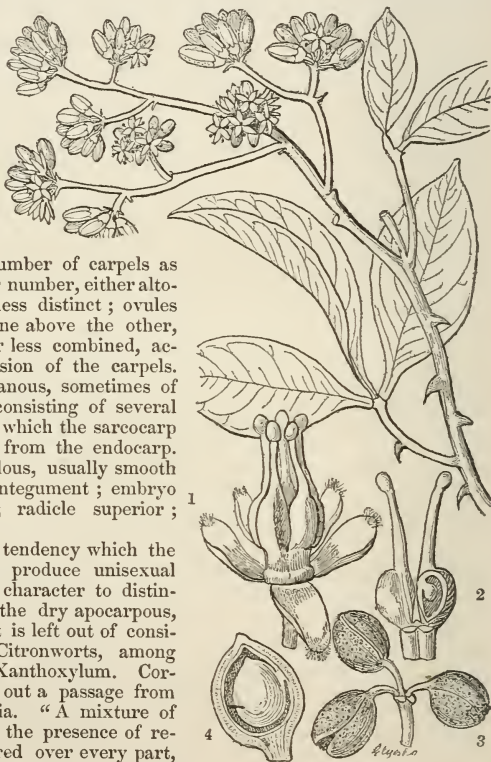 umber of carpels as
number, either alto-
less distinct ; ovules
ne above the other,
r less combined, ac-
sion of the carpels.
anous, sometimes of
consisting of several
which the sarcocarp
from the endocarp.
lous, usually smooth
ntegument ; embryo
radicle superior ;
1
tendency which the
produce unisexual
character to distin-
the dry apocarpous,
is left out of consi-
Citronworts, among
Xanthoxylum. Cor-
out a passage from
ia. “A mixture of
the presence of re-
red over every part,
2
3
4